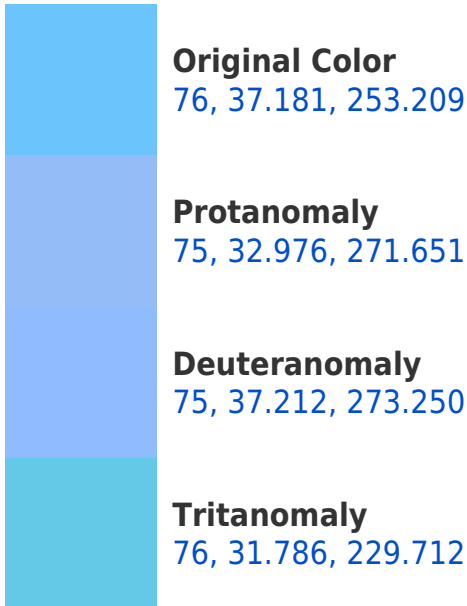 Original Color
76, 37.181, 253.209
Protanomaly
75, 32.976, 271.651
Deuteranomaly
75, 37.212, 273.250
Tritanomaly
76, 31.786, 229.712